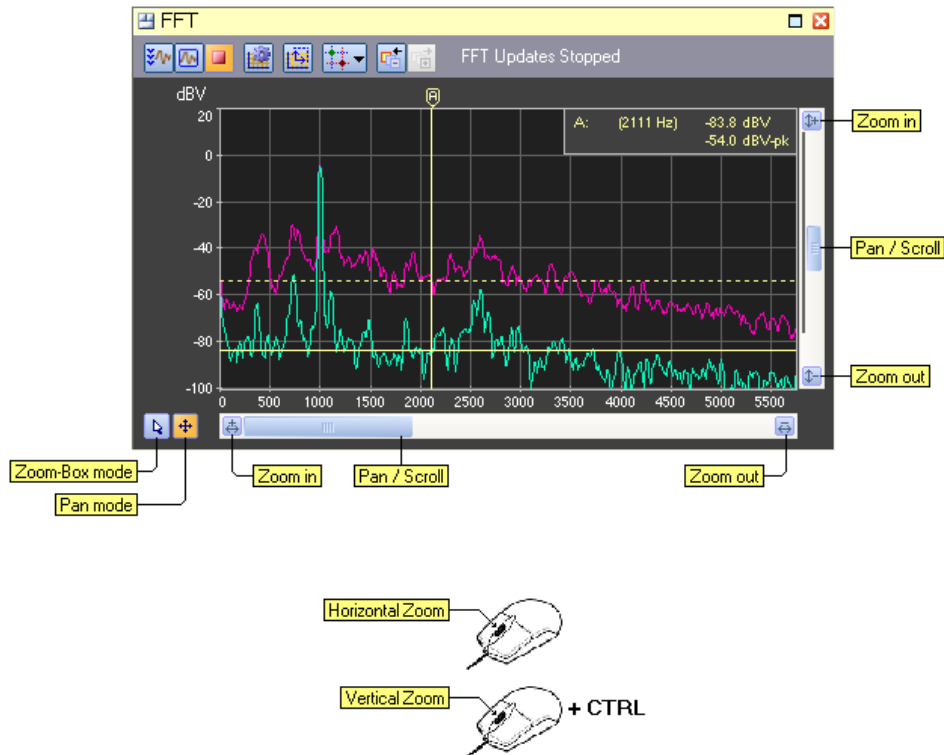 FFT
FFT Updates Stopped
dBV
A
A: (2111 Hz) -83.8 dBV
-54.0 dBV-pk
20
0
-20
-40
-60
-80
-100
0 500 1000 1500 2000 2500 3000 3500 4000 4500 5000 5500
Zoom in
Pan / Scroll
Zoom out
Zoom-Box mode
Pan mode
Zoom in
Pan / Scroll
Zoom out
Horizontal Zoom
Vertical Zoom
+ CTRL